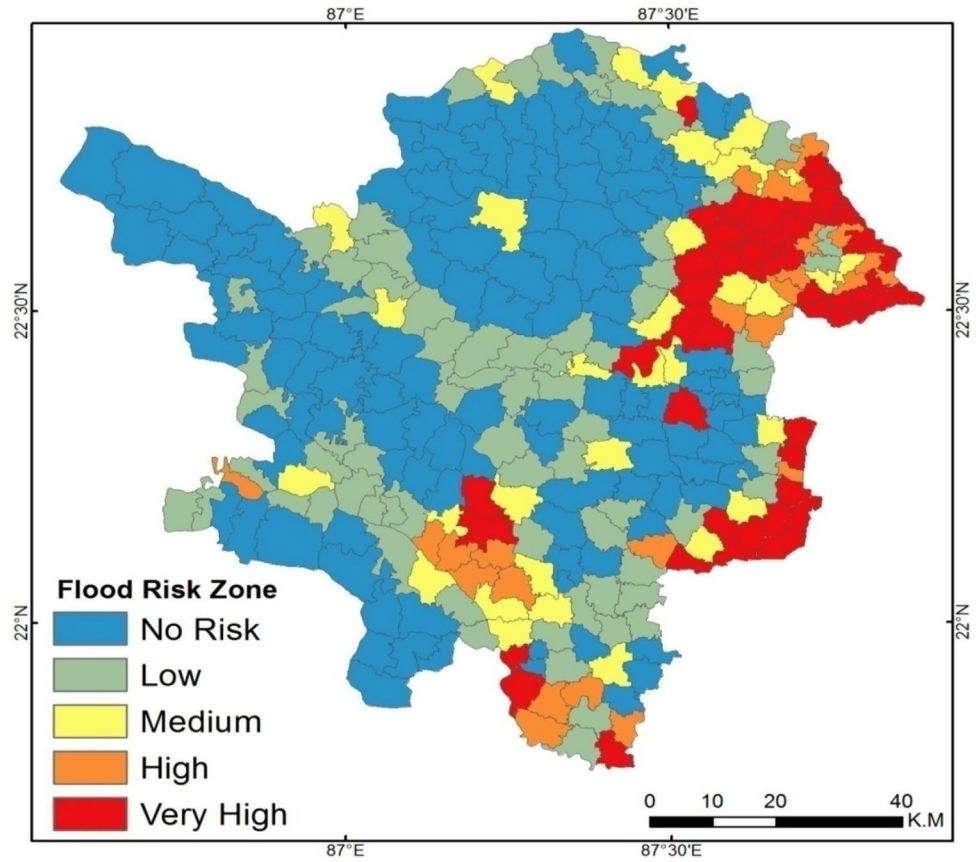 87°E 87°30'E
22°30'N 22°30'N
Flood Risk Zone
No Risk
Low
Medium
High
Very High
22°N 22°N
0 10 20 40
K.M
87°E 87°30'E